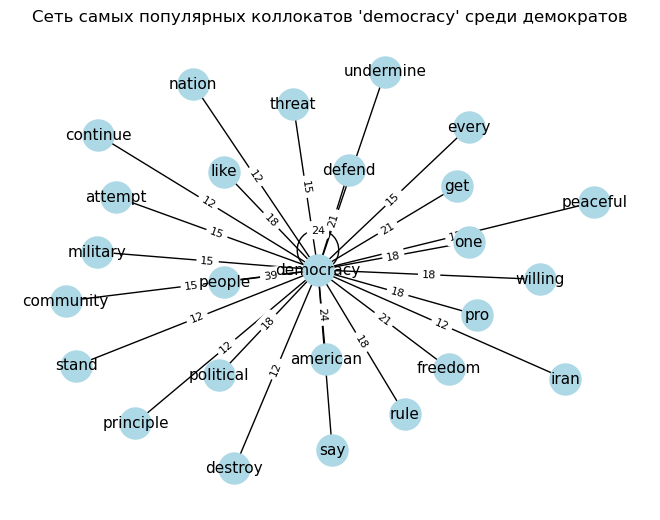 Сеть самых популярных коллокатов 'democracy' среди демократов
undermine
nation
threat
every
continue
defend
like
get
attempt
12
15
15
peaceful
12
18
21
21
15
24
one
military
15
18
democracy
people
39
18
willing
community
15
18
pro
12
24
21
12
18
12
18
american
stand
political
12
freedom
iran
rule
principle
say
destroy